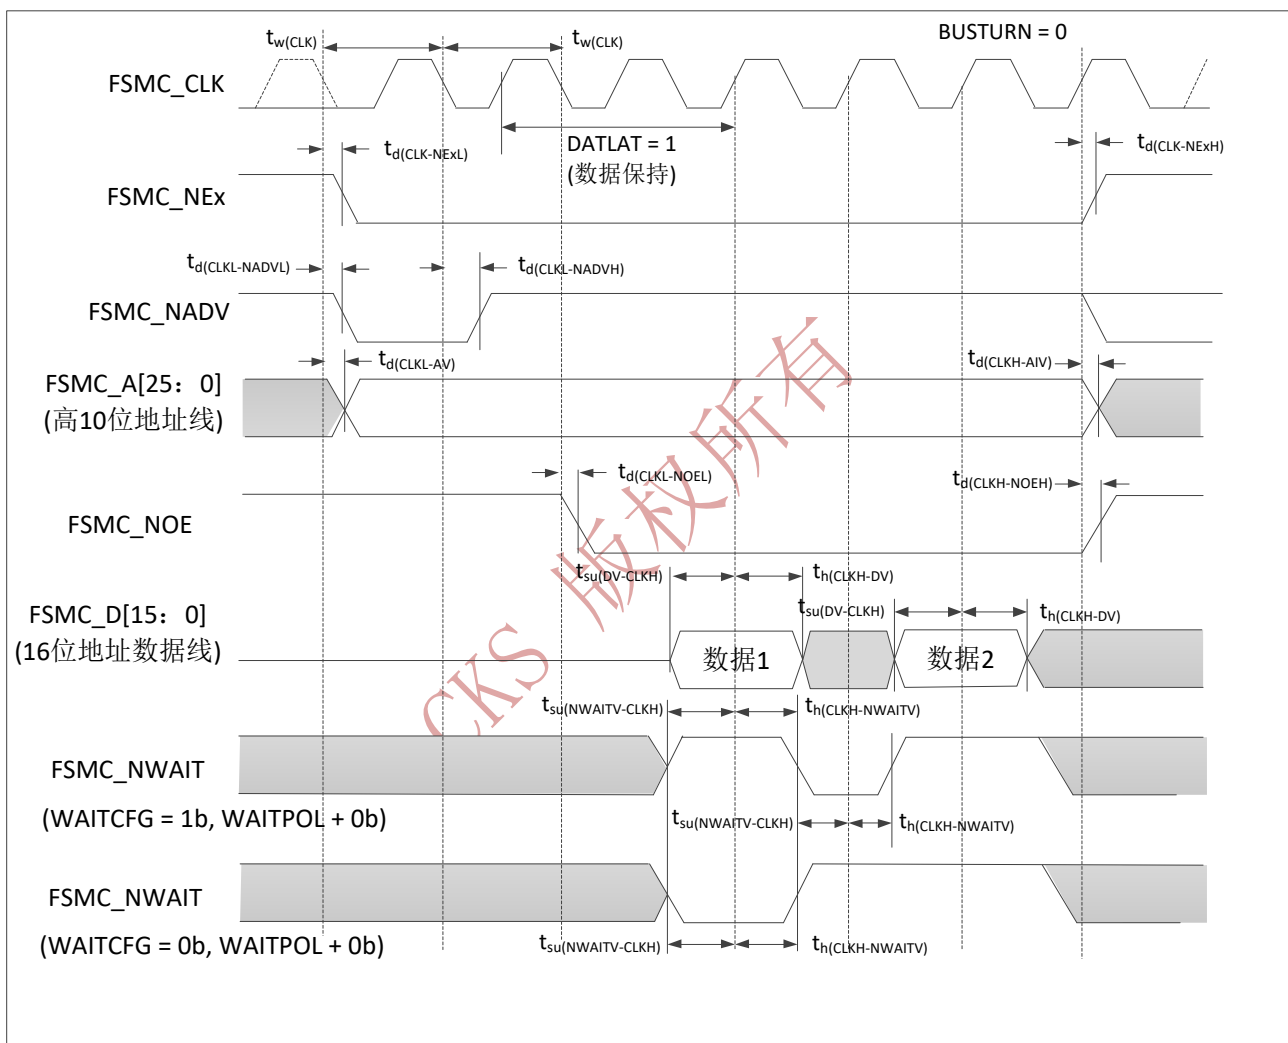 BUSTURN = 0
tw(CLK)
tw(CLK)
FSMC_CLK
DATLAT = 1
(数据保持)
td(CLK-NExL)
td(CLK-NExH)
FSMC_NEx
td(CLKL-NADVL)
td(CLKL-NADVH)
FSMC_NADV
td(CLKL-AV)
td(CLKH-AIV)
FSMC_A[25：0]
(高10位地址线)
td(CLKL-NOEL)
td(CLKH-NOEH)
FSMC_NOE
tsu(DV-CLKH)
th(CLKH-DV)
FSMC_D[15：0]
tsu(DV-CLKH)
th(CLKH-DV)
(16位地址数据线)
数据1
数据2
tsu(NWAITV-CLKH)
th(CLKH-NWAITV)
FSMC_NWAIT
(WAITCFG = 1b, WAITPOL + 0b)
tsu(NWAITV-CLKH)
th(CLKH-NWAITV)
FSMC_NWAIT
(WAITCFG = 0b, WAITPOL + 0b)
tsu(NWAITV-CLKH)
th(CLKH-NWAITV)
CKS 版权所有